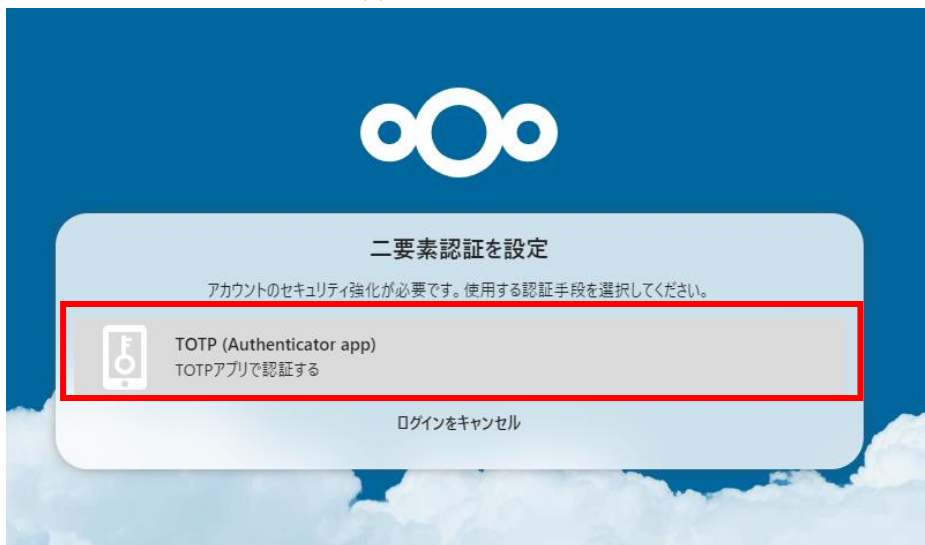 二要素認証を設定
アカウントのセキュリティ強化が必要です。使用する認証手段を選択してください。
TOTP (Authenticator app)
TOTPアプリで認証する
ログインをキャンセル